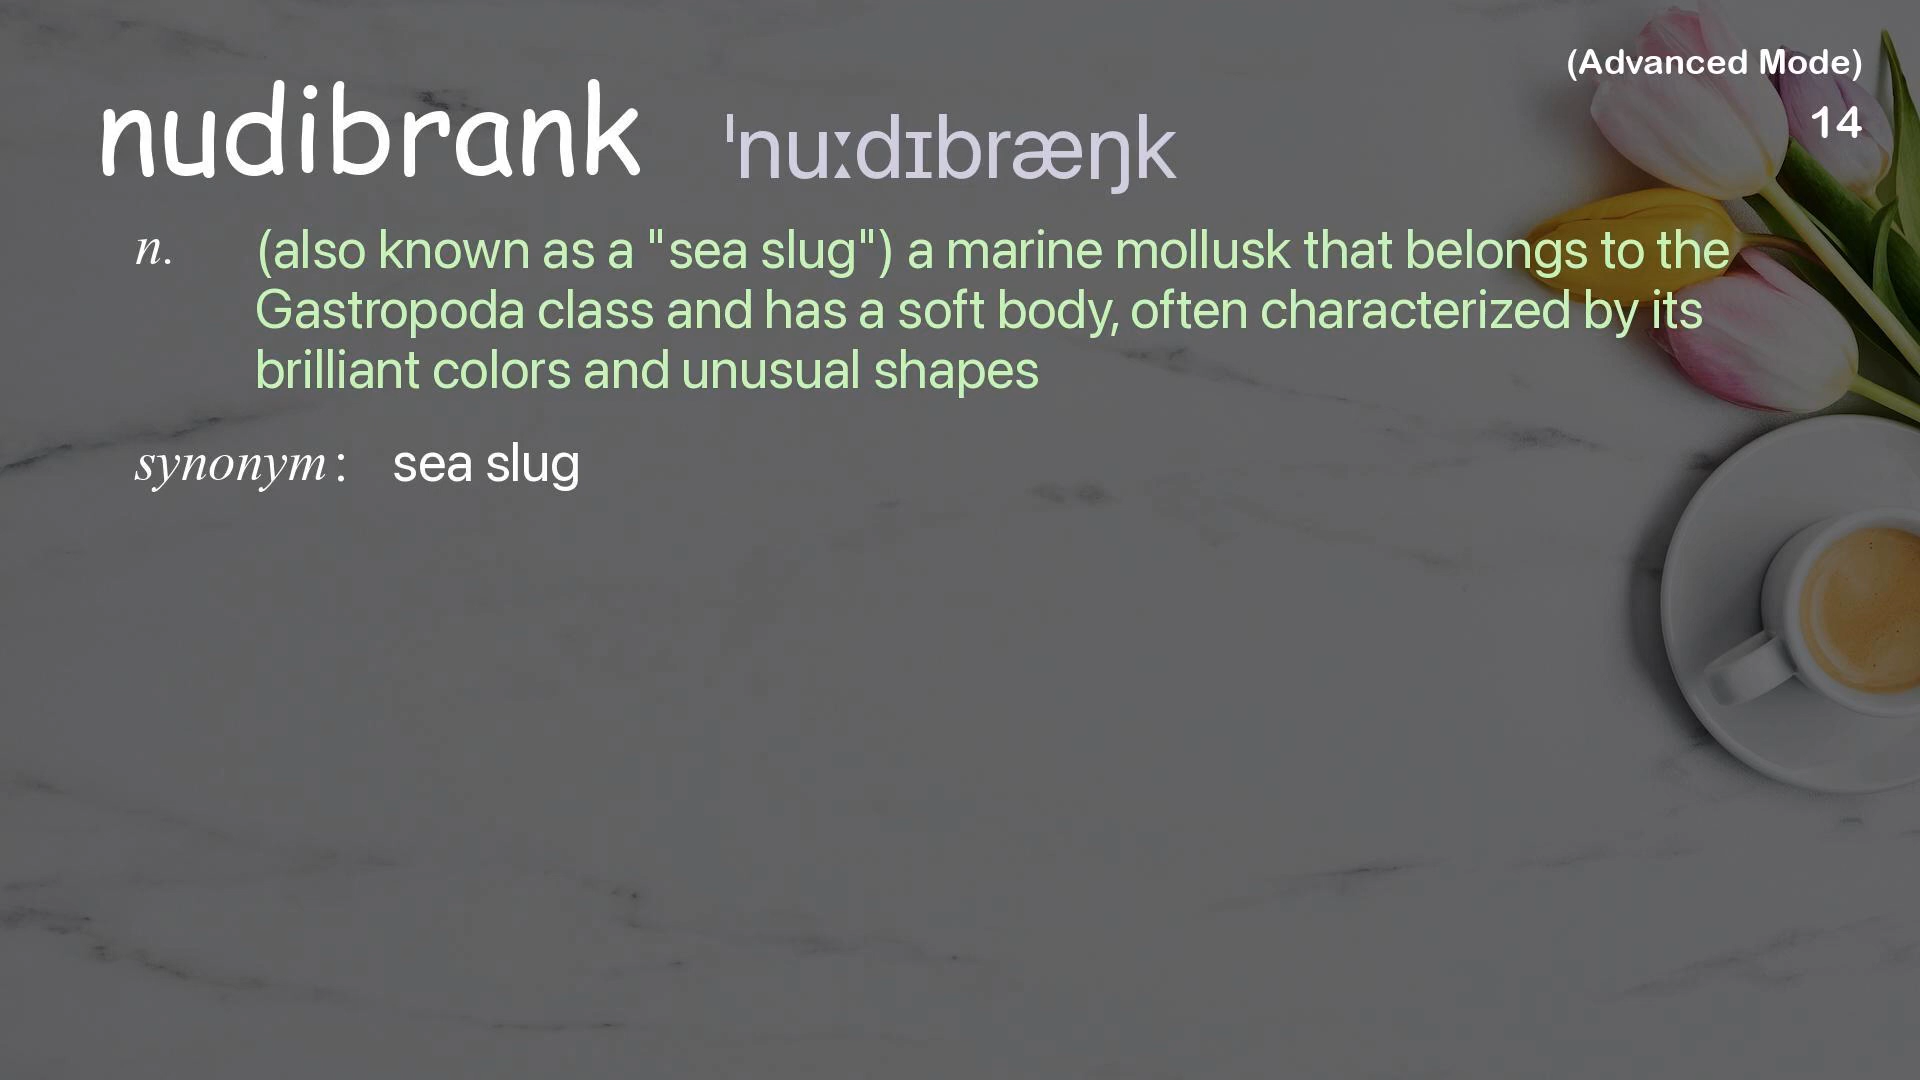 (Advanced Mode)
14
nudibrank ˈnuːdɪbræŋk
n. (also known as a "sea slug") a marine mollusk that belongs to the
Gastropoda class and has a soft body, often characterized by its
brilliant colors and unusual shapes
synonym: sea slug